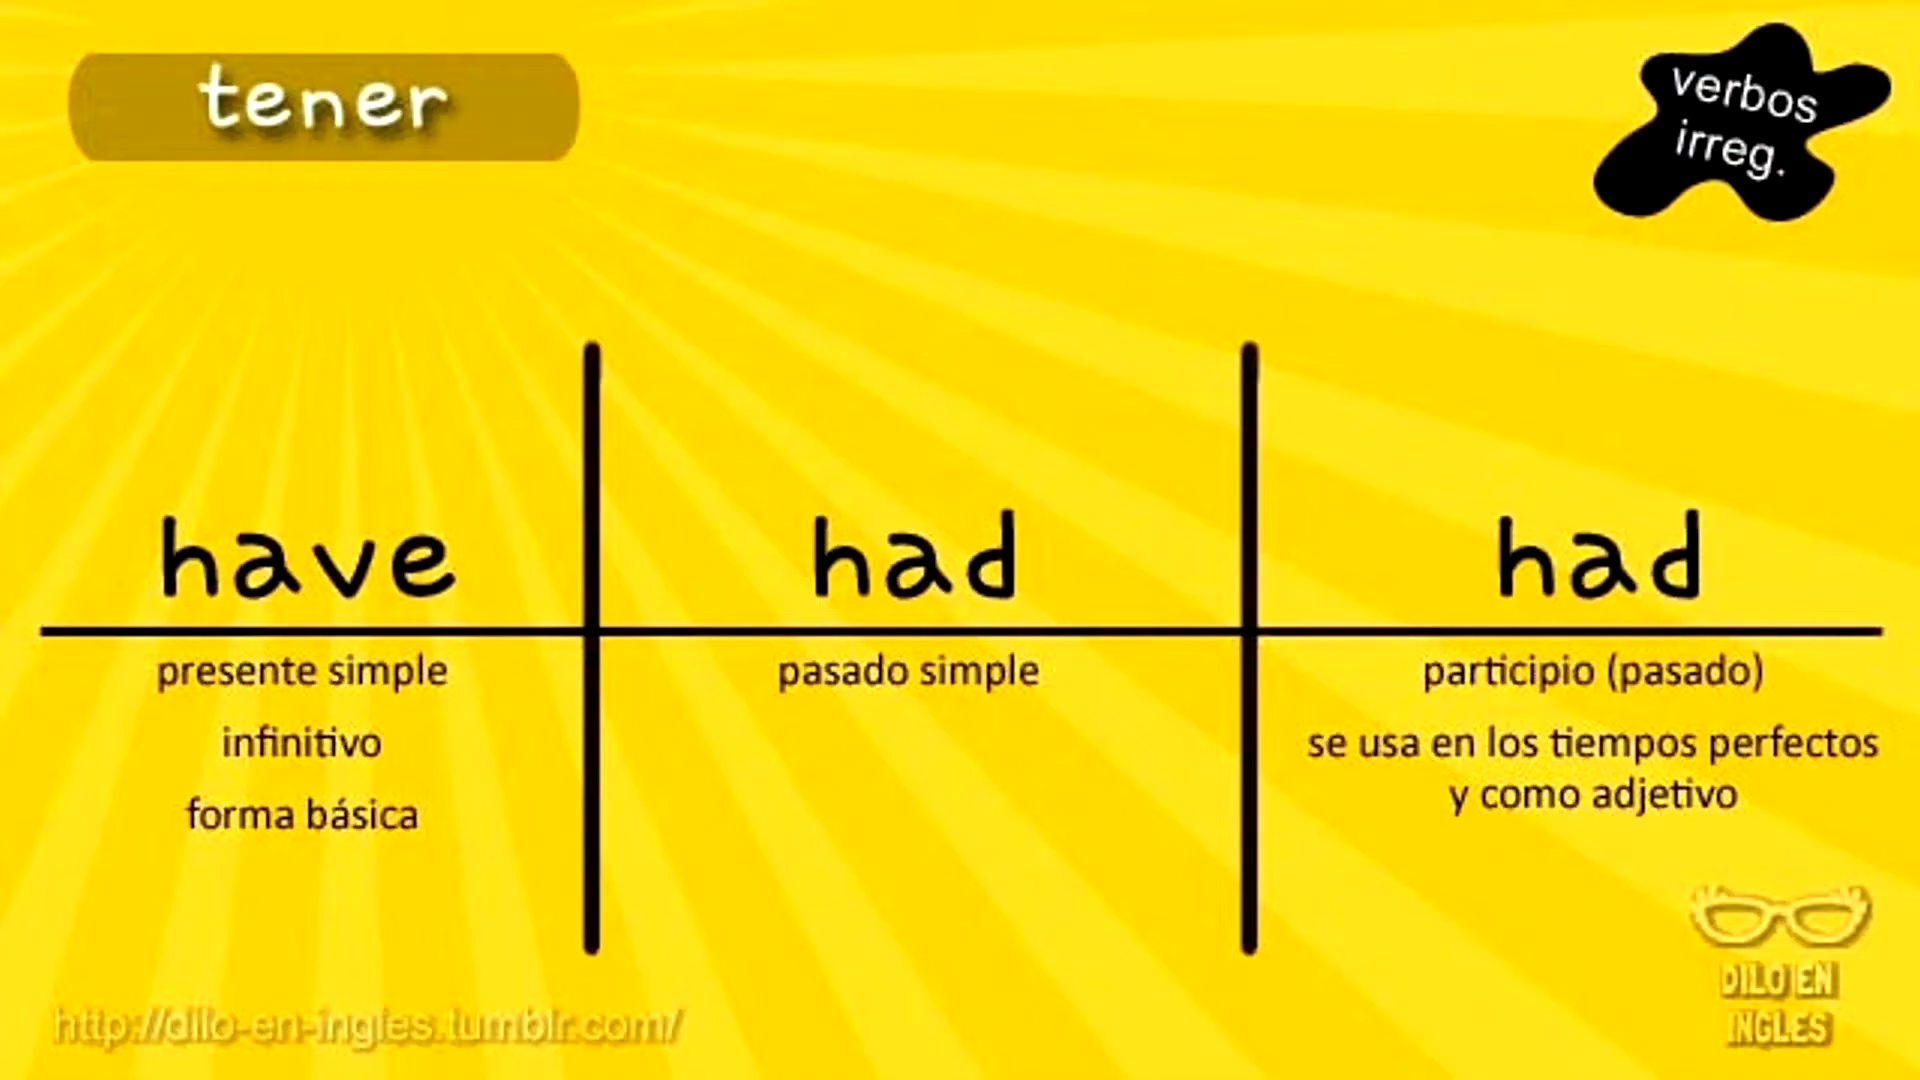 tener
verbos
irreg.
have
had
had
presente simple
infinitivo
forma básica
pasado simple
participio (pasado)
se usa en los tiempos perfectos
y como adjetivo
http://dilo-en-ingles.tumblr.com/
DILO EN
INGLES